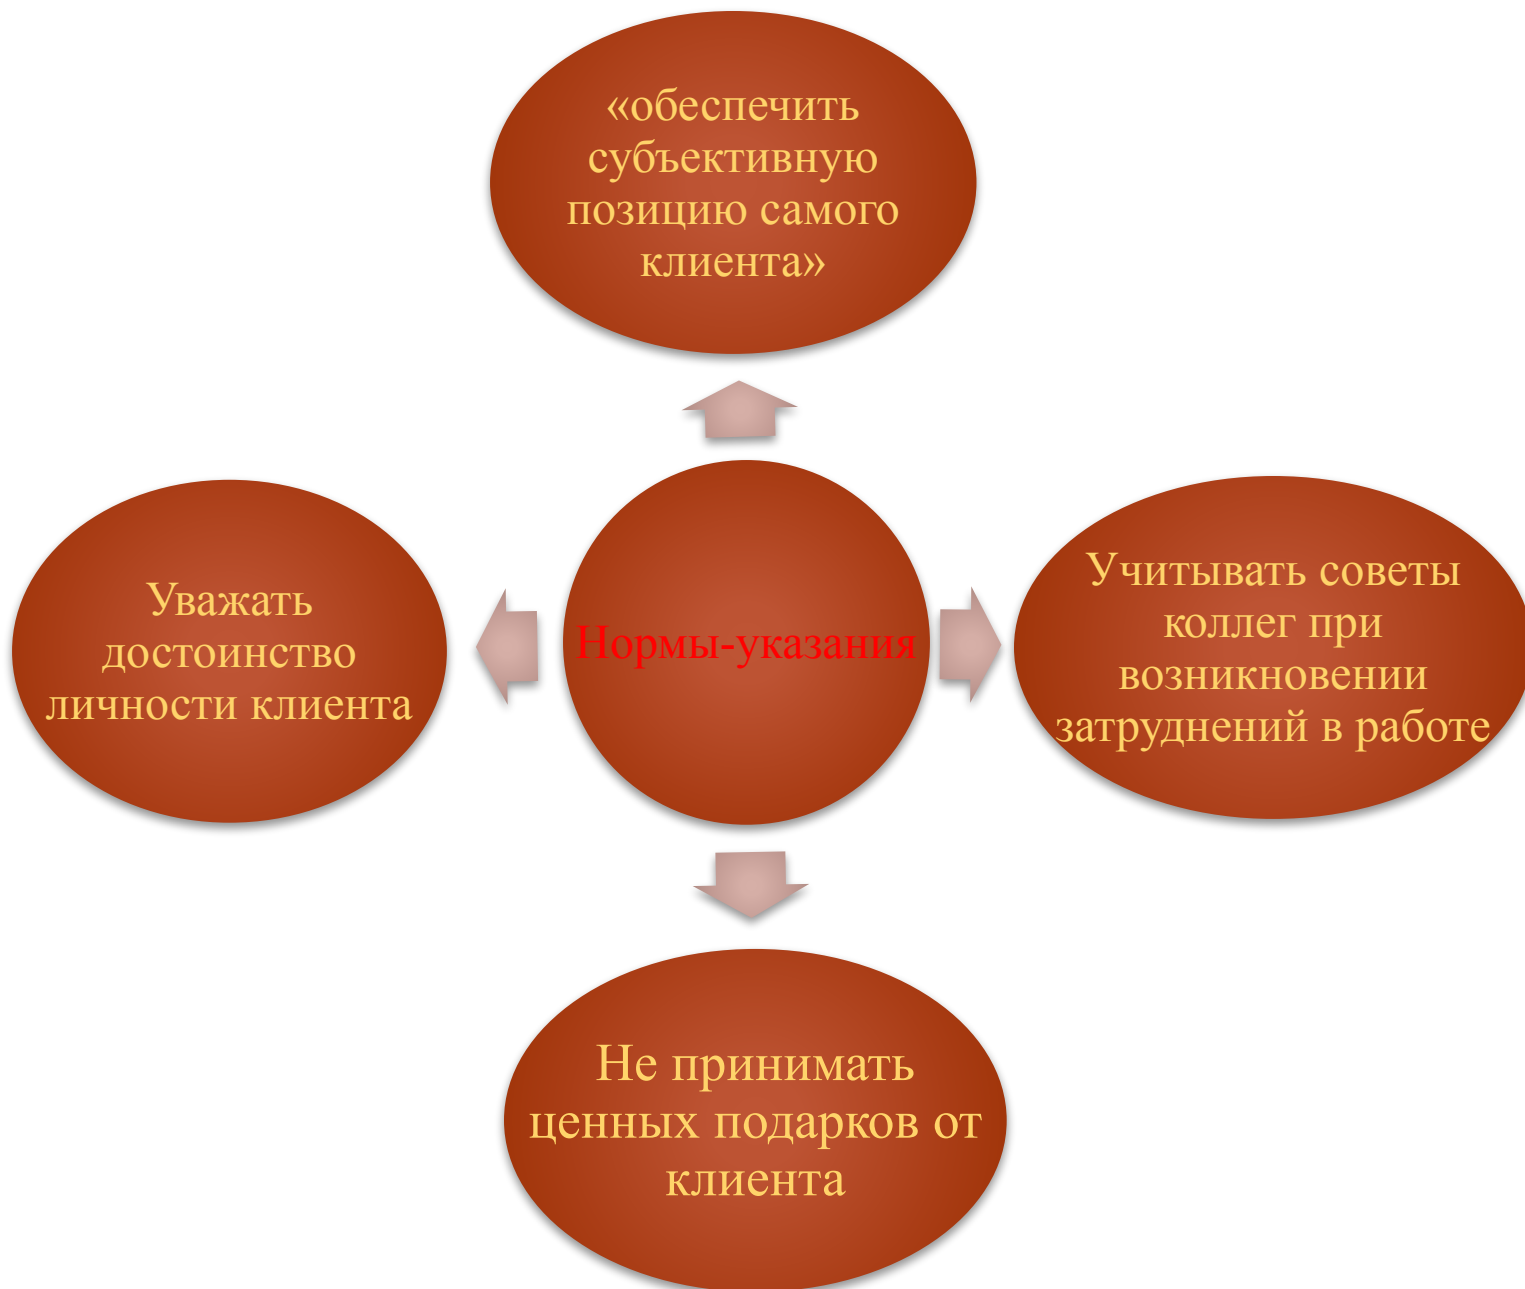 «обеспечить
субъективную
позицию самого
клиента»
Уважать
достоинство
личности клиента
Нормы-указания
Учитывать советы
коллег при
возникновении
затруднений в работе
Не принимать
ценных подарков от
клиента